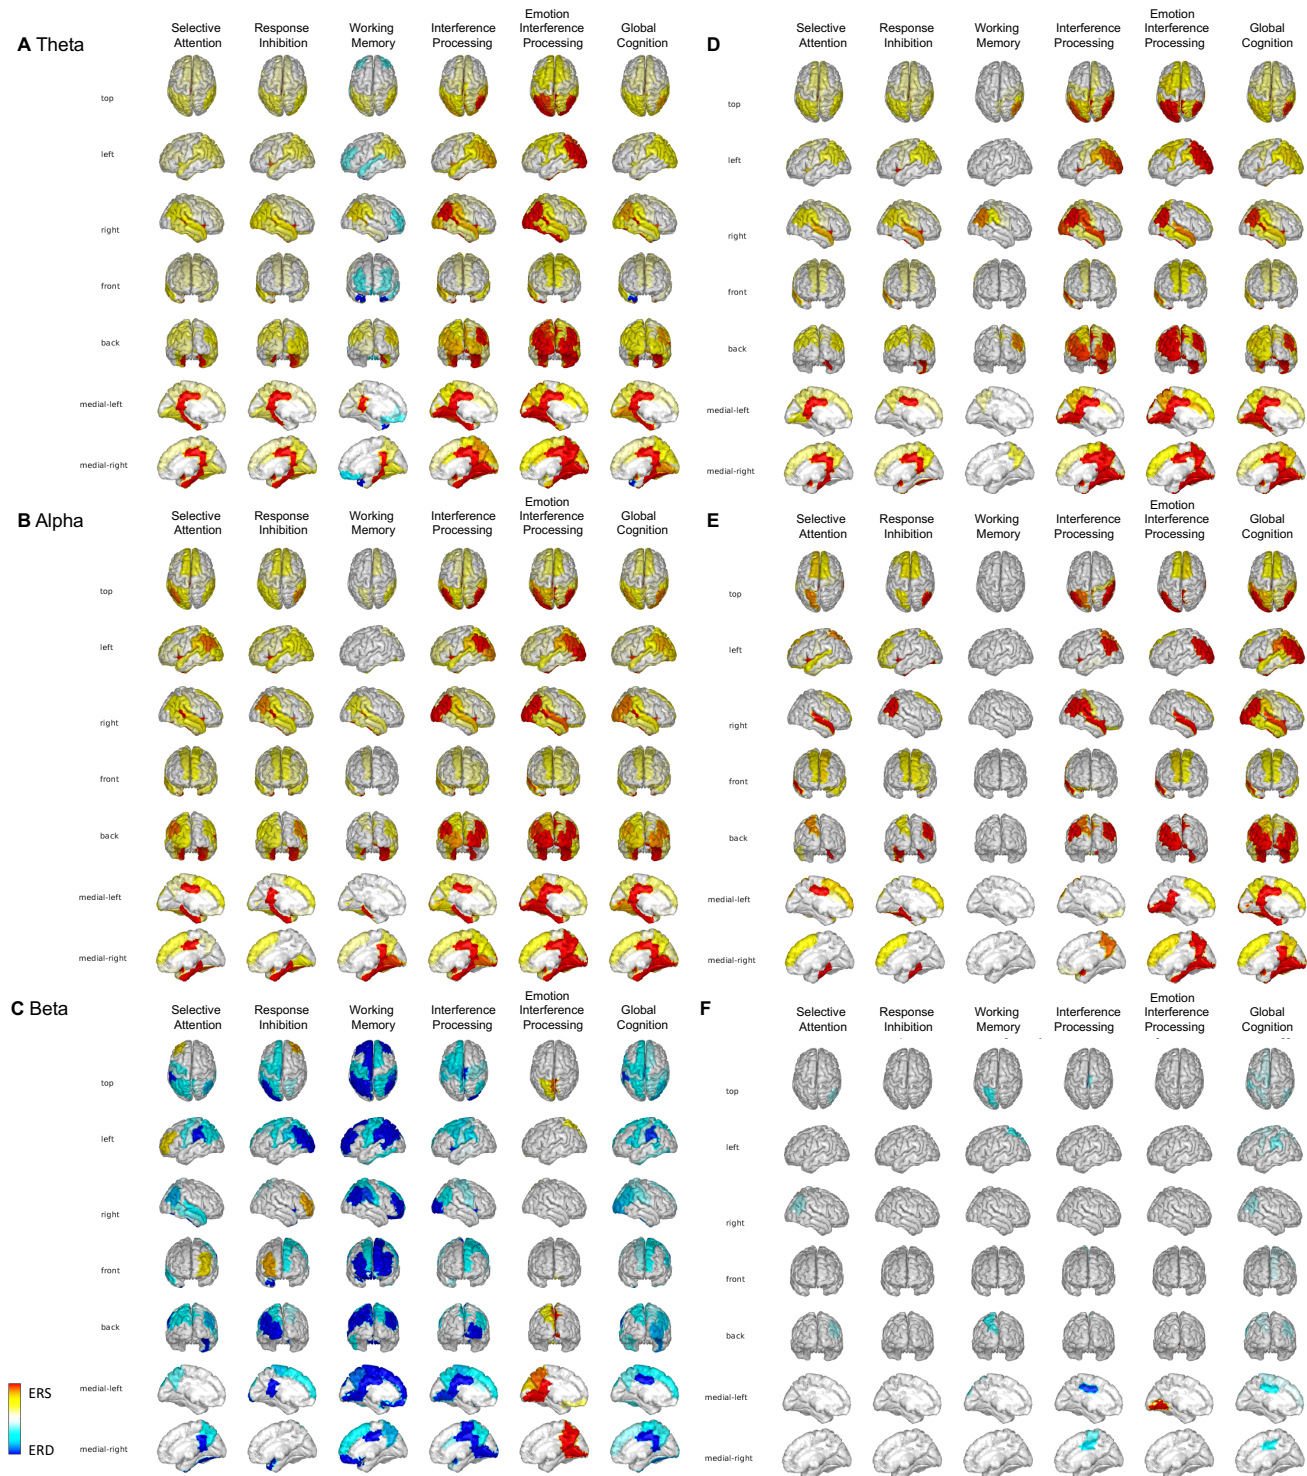 A Theta
Selective Attention
Response Inhibition
Working Memory
Interference Processing
Emotion Interference Processing
Global Cognition
top
left
right
front
back
medial-left
medial-right
D
Selective Attention
Response Inhibition
Working Memory
Interference Processing
Emotion Interference Processing
Global Cognition
top
left
right
front
back
medial-left
medial-right
B Alpha
Selective Attention
Response Inhibition
Working Memory
Interference Processing
Emotion Interference Processing
Global Cognition
top
left
right
front
back
medial-left
medial-right
E
Selective Attention
Response Inhibition
Working Memory
Interference Processing
Emotion Interference Processing
Global Cognition
top
left
right
front
back
medial-left
medial-right
C Beta
Selective Attention
Response Inhibition
Working Memory
Interference Processing
Emotion Interference Processing
Global Cognition
top
left
right
front
back
medial-left
medial-right
ERS
ERD
F
Selective Attention
Response Inhibition
Working Memory
Interference Processing
Emotion Interference Processing
Global Cognition
top
left
right
front
back
medial-left
medial-right